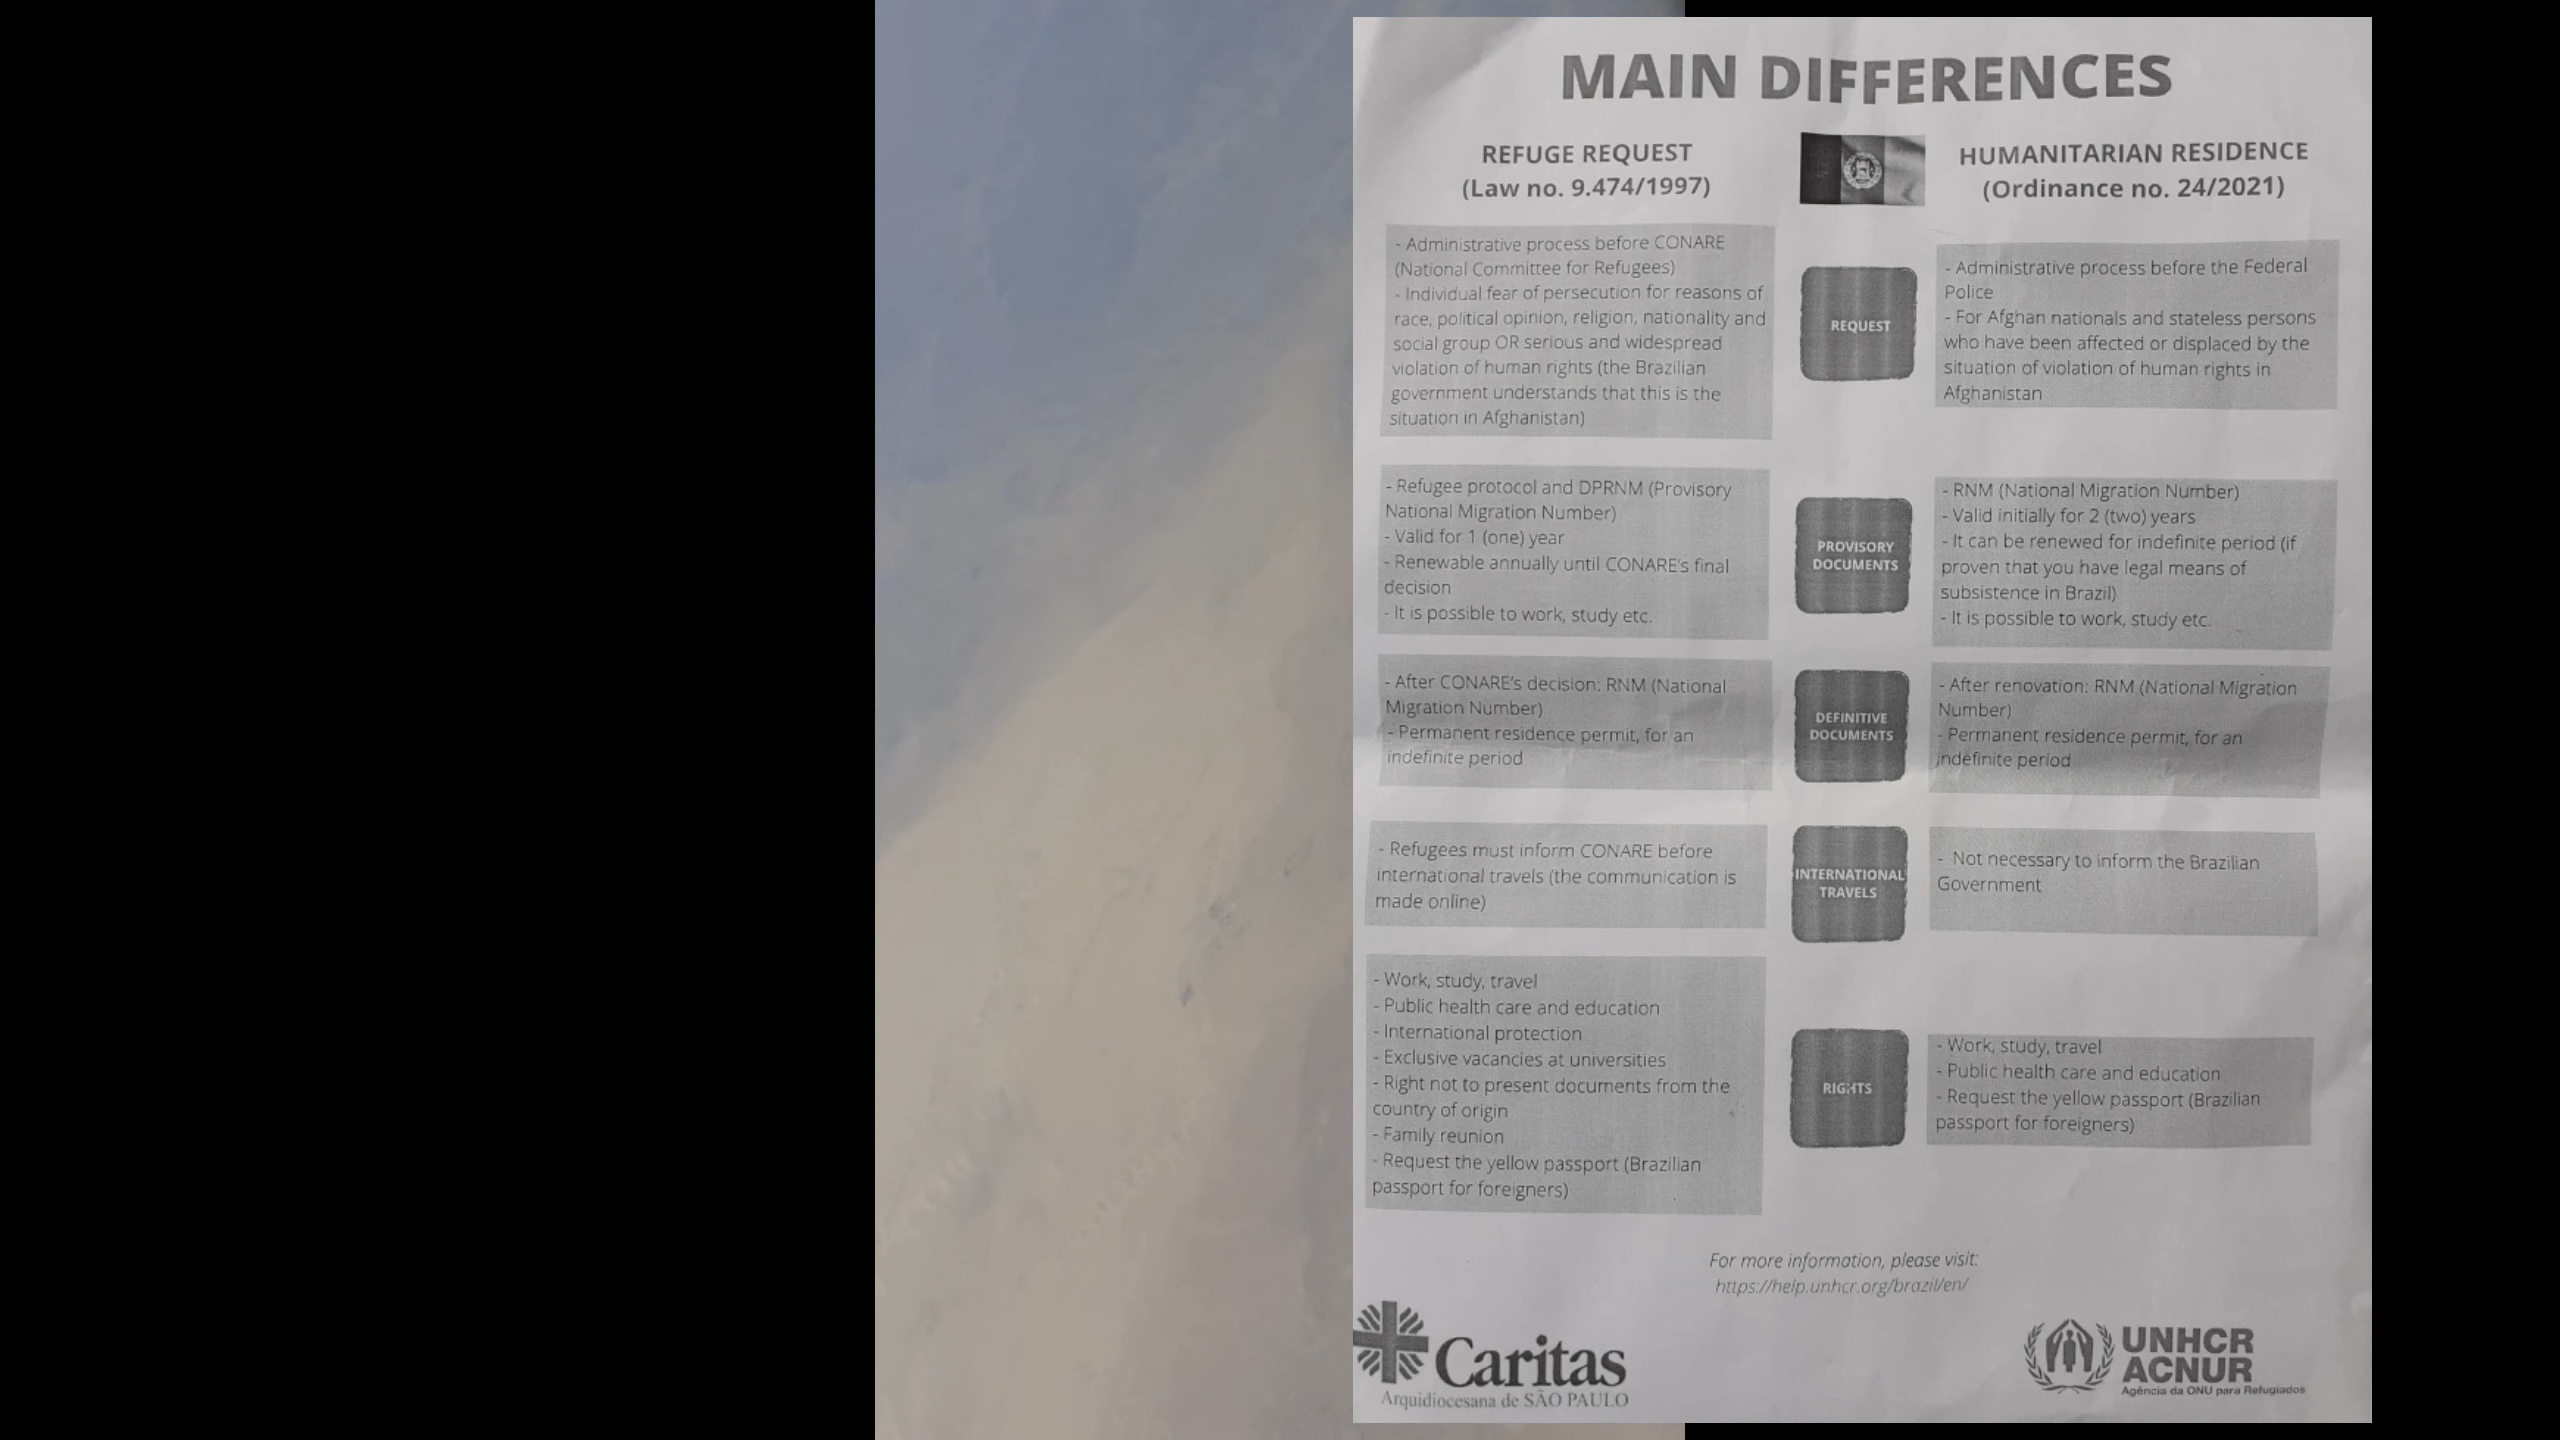 MAIN DIFFERENCES
REFUGE REQUEST
(Law no. 9.474/1997)
HUMANITARIAN RESIDENCE
(Ordinance no. 24/2021)
- Administrative process before CONARE
(National Committee for Refugees)
- Individual fear of persecution for reasons of
race, political opinion, religion, nationality and
social group OR serious and widespread
violation of human rights (the Brazilian
government understands that this is the
situation in Afghanistan)
REQUEST
- Administrative process before the Federal
Police
- For Afghan nationals and stateless persons
who have been affected or displaced by the
situation of violation of human rights in
Afghanistan
- Refugee protocol and DPRNM (Provisory
National Migration Number)
- Valid for 1 (one) year
- Renewable annually until CONARE's final
decision
- It is possible to work, study etc.
PROVISORY
DOCUMENTS
- RNM (National Migration Number)
- Valid initially for 2 (two) years
- It can be renewed for indefinite period (if
proven that you have legal means of
subsistence in Brazil)
- It is possible to work, study etc.
- After CONARE's decision: RNM (National
Migration Number)
- Permanent residence permit, for an
indefinite period
DEFINITIVE
DOCUMENTS
- After renovation: RNM (National Migration
Number)
- Permanent residence permit, for an
indefinite period
- Refugees must inform CONARE before
international travels (the communication is
made online)
INTERNATIONAL
TRAVELS
- Not necessary to inform the Brazilian
Government
- Work, study, travel
- Public health care and education
- International protection
- Exclusive vacancies at universities
- Right not to present documents from the
country of origin
- Family reunion
- Request the yellow passport (Brazilian
passport for foreigners)
RIGHTS
- Work, study, travel
- Public health care and education
- Request the yellow passport (Brazilian
passport for foreigners)
For more information, please visit:
https://help.unhcr.org/brazil/en/
Caritas
Arquidiocesana de SÃO PAULO
UNHCR
ACNUR
Agência da ONU para Refugiados